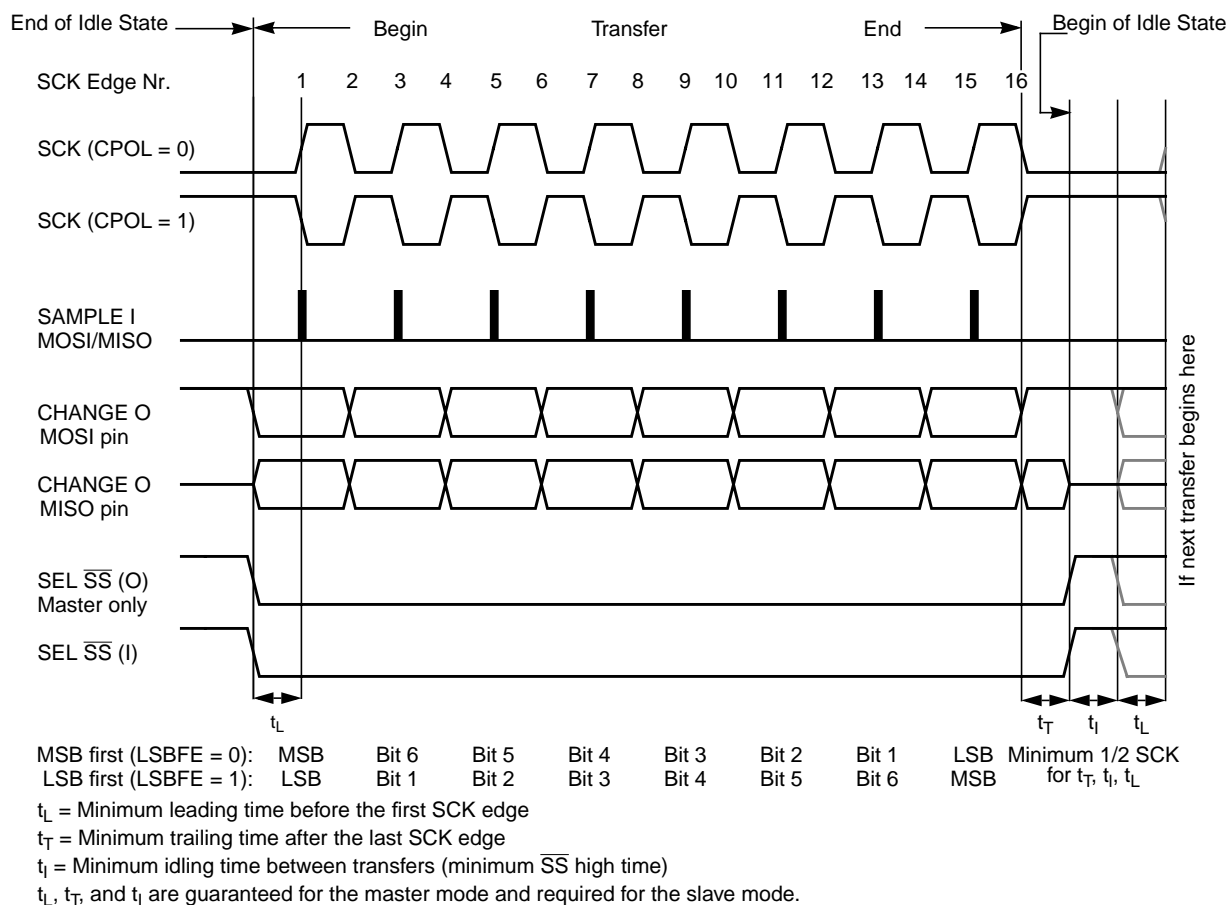 End of Idle State Begin Transfer End Begin of Idle State
SCK Edge Nr. 1 2 3 4 5 6 7 8 9 10 11 12 13 14 15 16
SCK (CPOL = 0)
SCK (CPOL = 1)
SAMPLE I
MOSI/MISO
CHANGE O
MOSI pin
CHANGE O
MISO pin
SEL S̅S̅ (O)
Master only
SEL S̅S̅ (I)
If next transfer begins here
tL tT tI tL
MSB first (LSBFE = 0): MSB Bit 6 Bit 5 Bit 4 Bit 3 Bit 2 Bit 1 LSB Minimum 1/2 SCK
LSB first (LSBFE = 1): LSB Bit 1 Bit 2 Bit 3 Bit 4 Bit 5 Bit 6 MSB for tT, tI, tL
tL = Minimum leading time before the first SCK edge
tT = Minimum trailing time after the last SCK edge
tI = Minimum idling time between transfers (minimum S̅S̅ high time)
tL, tT, and tI are guaranteed for the master mode and required for the slave mode.